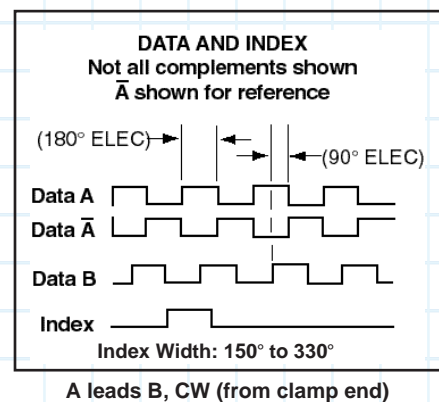 DATA AND INDEX
Not all complements shown
A̅ shown for reference
(180° ELEC)
(90° ELEC)
Data A
Data A̅
Data B
Index
Index Width: 150° to 330°
A leads B, CW (from clamp end)